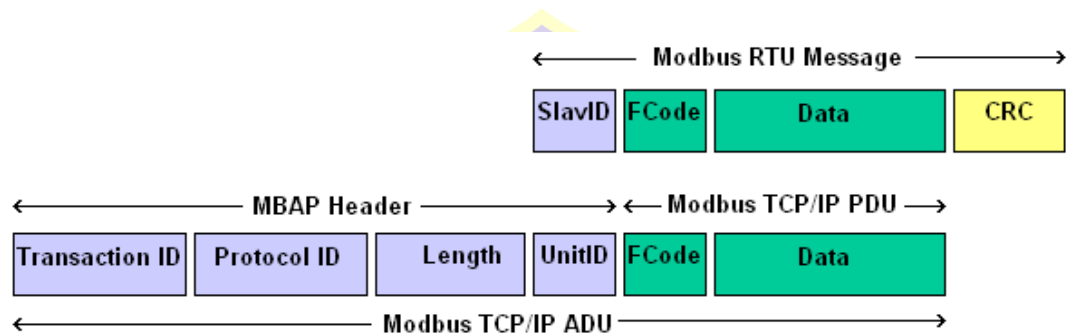 Modbus RTU Message
SlavID FCode Data CRC
MBAP Header Modbus TCP/IP PDU
Transaction ID Protocol ID Length UnitID FCode Data
Modbus TCP/IP ADU